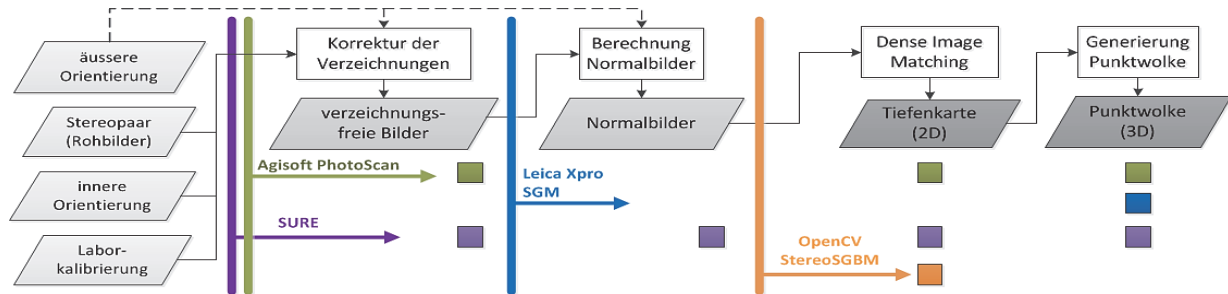 äussere
Orientierung
Stereopaar
(Rohbilder)
innere
Orientierung
Labor-
kalibrierung
Korrektur der
Verzeichnungen
verzeichnungs-
freie Bilder
Agisoft PhotoScan
SURE
Berechnung
Normalbilder
Normalbilder
Leica Xpro
SGM
Dense Image
Matching
Tiefenkarte
(2D)
OpenCV
StereoSGBM
Generierung
Punktwolke
Punktwolke
(3D)